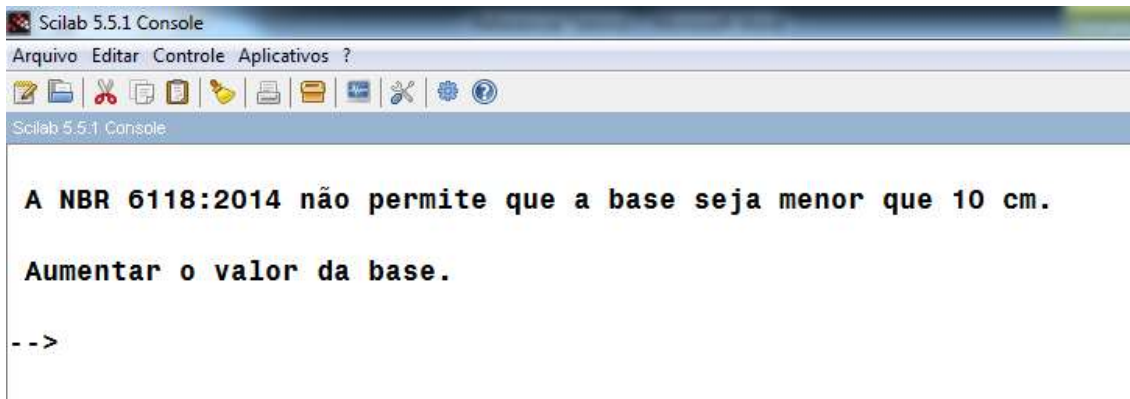 Scilab 5.5.1 Console
Arquivo Editar Controle Aplicativos ?
Scilab 5.5.1 Console
A NBR 6118:2014 não permite que a base seja menor que 10 cm.
Aumentar o valor da base.
-->